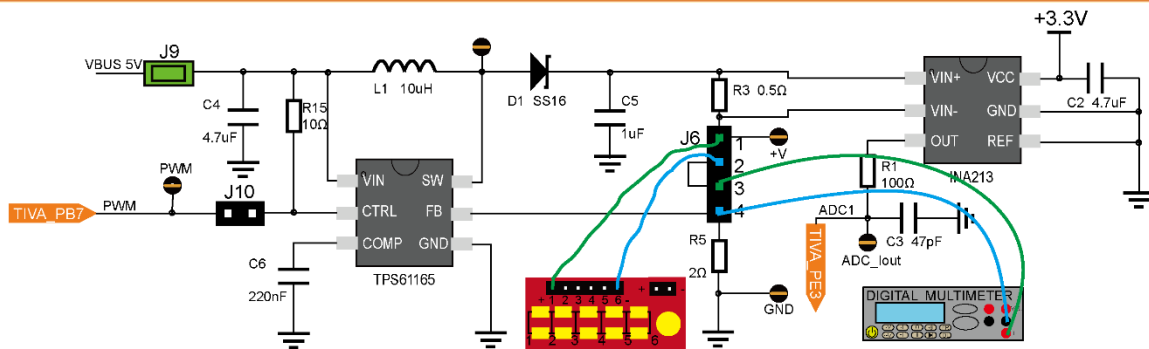 +3.3V
J9
VBUS 5V
L1 10uH
D1 SS16
C4
4.7uF
R15
10Ω
C5
1uF
R3 0.5Ω
VIN+
VCC
VIN-
GND
OUT
REF
INA213
C2 4.7uF
J6
1
2
3
4
+V
PWM
J10
TIVA_PB7
PWM
VIN
SW
CTRL
FB
COMP
GND
TPS61165
C6
220nF
R1
100Ω
ADC1
C3 47pF
ADC_Iout
TIVA_PE3
R5
2Ω
GND
+ 1 2 3 4 5 6 -
+ -
1 2 3 4 5 6
DIGITAL MULTIMETER